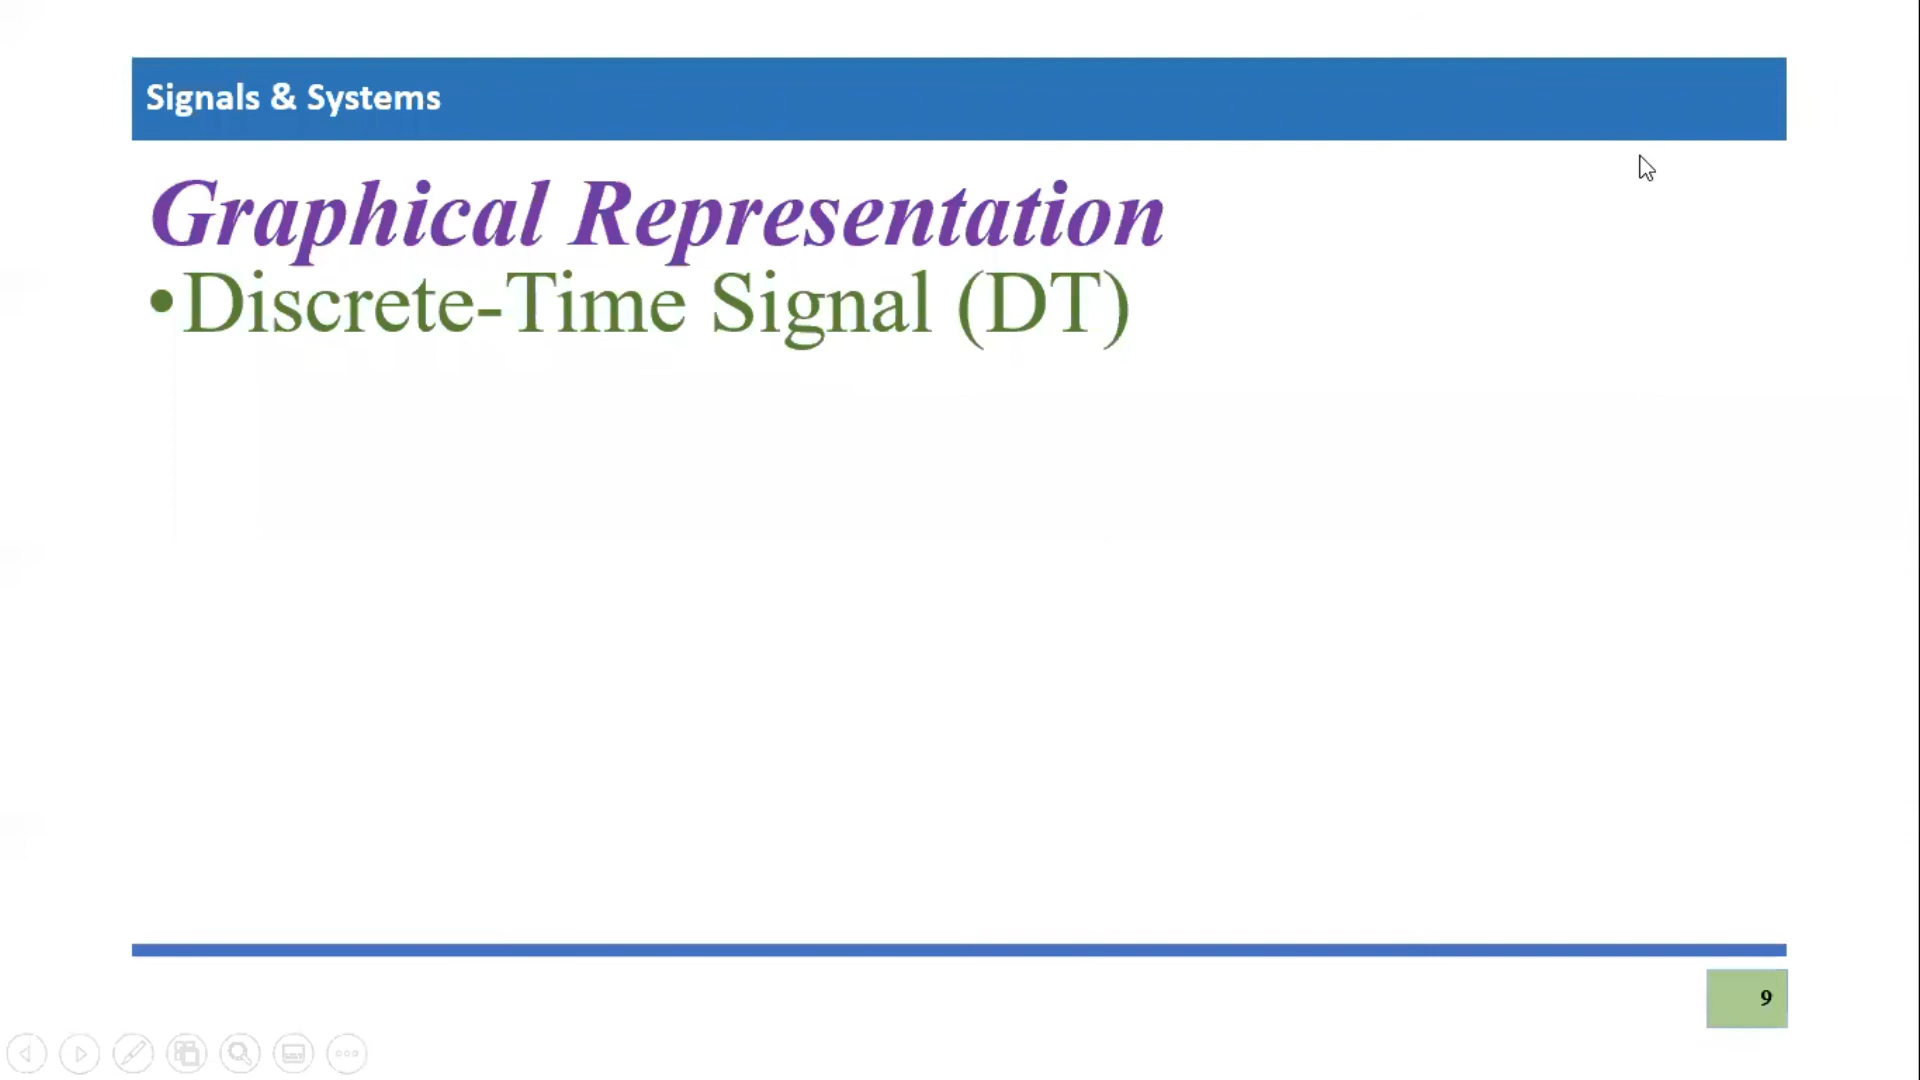 Signals & Systems
Graphical Representation
•Discrete-Time Signal (DT)
9